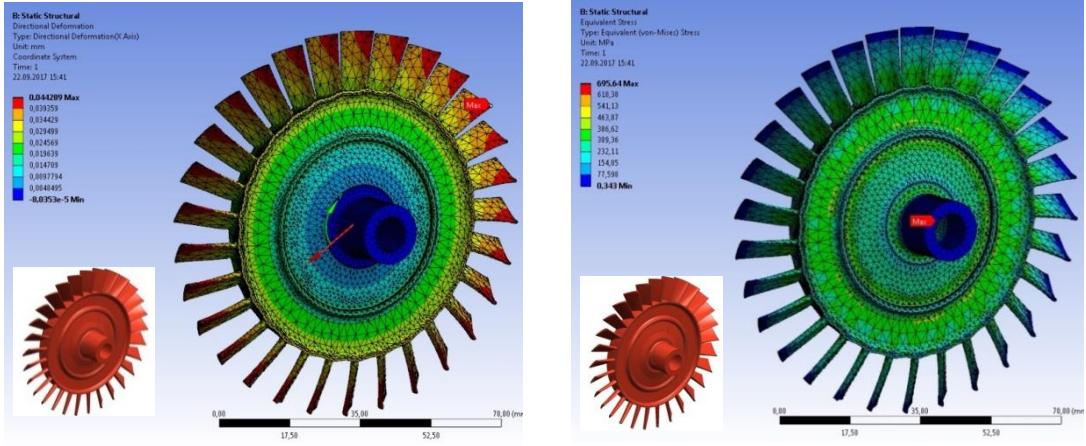 B: Static Structural
Directional Deformation
Type: Directional Deformation(X Axis)
Unit: mm
Coordinate System
Time: 1
22.09.2017 15:41
0,044289 Max
0,039359
0,034429
0,029499
0,024569
0,019639
0,014709
0,0097794
0,0048495
-8,0353e-5 Min
Max
0,00
35,00
70,00 (mm
17,50
52,50
B: Static Structural
Equivalent Stress
Type: Equivalent (von-Mises) Stress
Unit: MPa
Time: 1
22.09.2017 15:41
695,64 Max
618,38
541,13
463,87
386,62
309,36
232,11
154,85
77,598
0,343 Min
Max
0,00
35,00
70,00 (mm
17,50
52,50